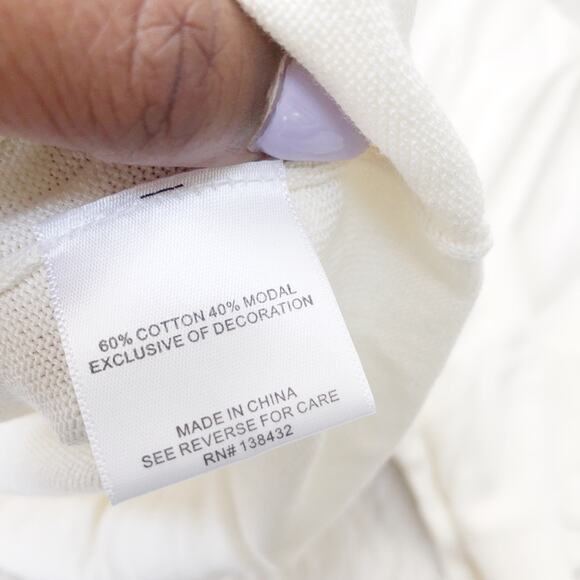 60% COTTON 40% MODAL
EXCLUSIVE OF DECORATION
MADE IN CHINA
SEE REVERSE FOR CARE
RN# 138432